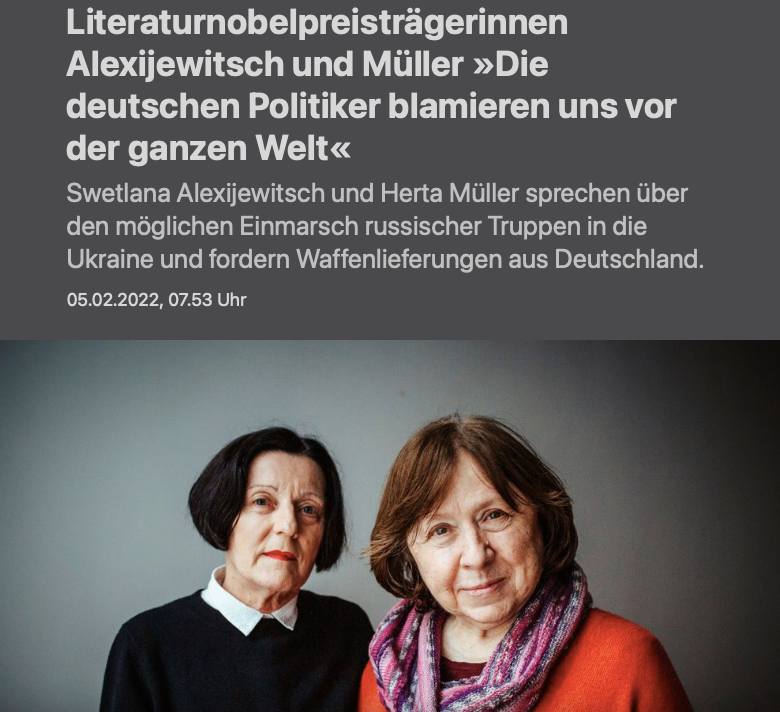 Literaturnobelpreisträgerinnen
Alexijewitsch und Müller »Die
deutschen Politiker blamieren uns vor
der ganzen Welt«
Swetlana Alexijewitsch und Herta Müller sprechen über
den möglichen Einmarsch russischer Truppen in die
Ukraine und fordern Waffenlieferungen aus Deutschland.
05.02.2022, 07.53 Uhr